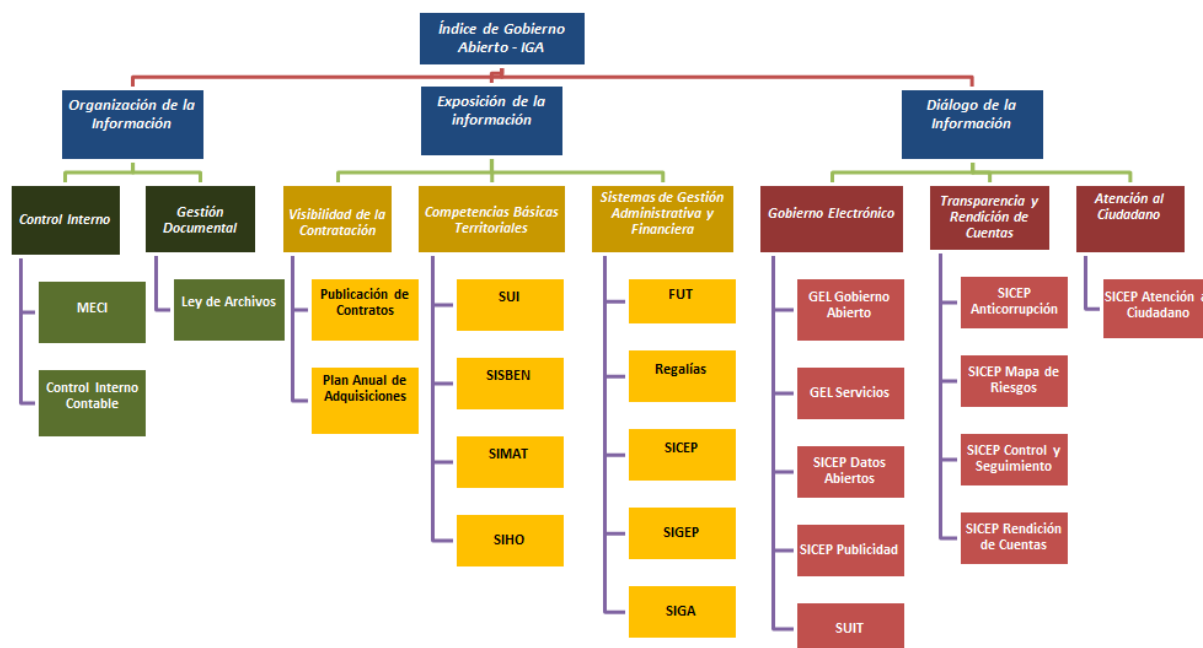 Índice de Gobierno
Abierto - IGA
Organización de la
Información
Exposición de la
información
Diálogo de la
Información
Control Interno
Gestión
Documental
Visibilidad de la
Contratación
Competencias Básicas
Territoriales
Sistemas de Gestión
Administrativa y
Financiera
Gobierno Electrónico
Transparencia y
Rendición de
Cuentas
Atención al
Ciudadano
MECI
Control Interno
Contable
Ley de Archivos
Publicación de
Contratos
Plan Anual de
Adquisiciones
SUI
SISBEN
SIMAT
SIHO
FUT
Regalías
SICEP
SIGEP
SIGA
GEL Gobierno
Abierto
GEL Servicios
SICEP Datos
Abiertos
SICEP Publicidad
SUIT
SICEP
Anticorrupción
SICEP Mapa de
Riesgos
SICEP Control y
Seguimiento
SICEP Rendición
de Cuentas
SICEP Atención a
Ciudadano